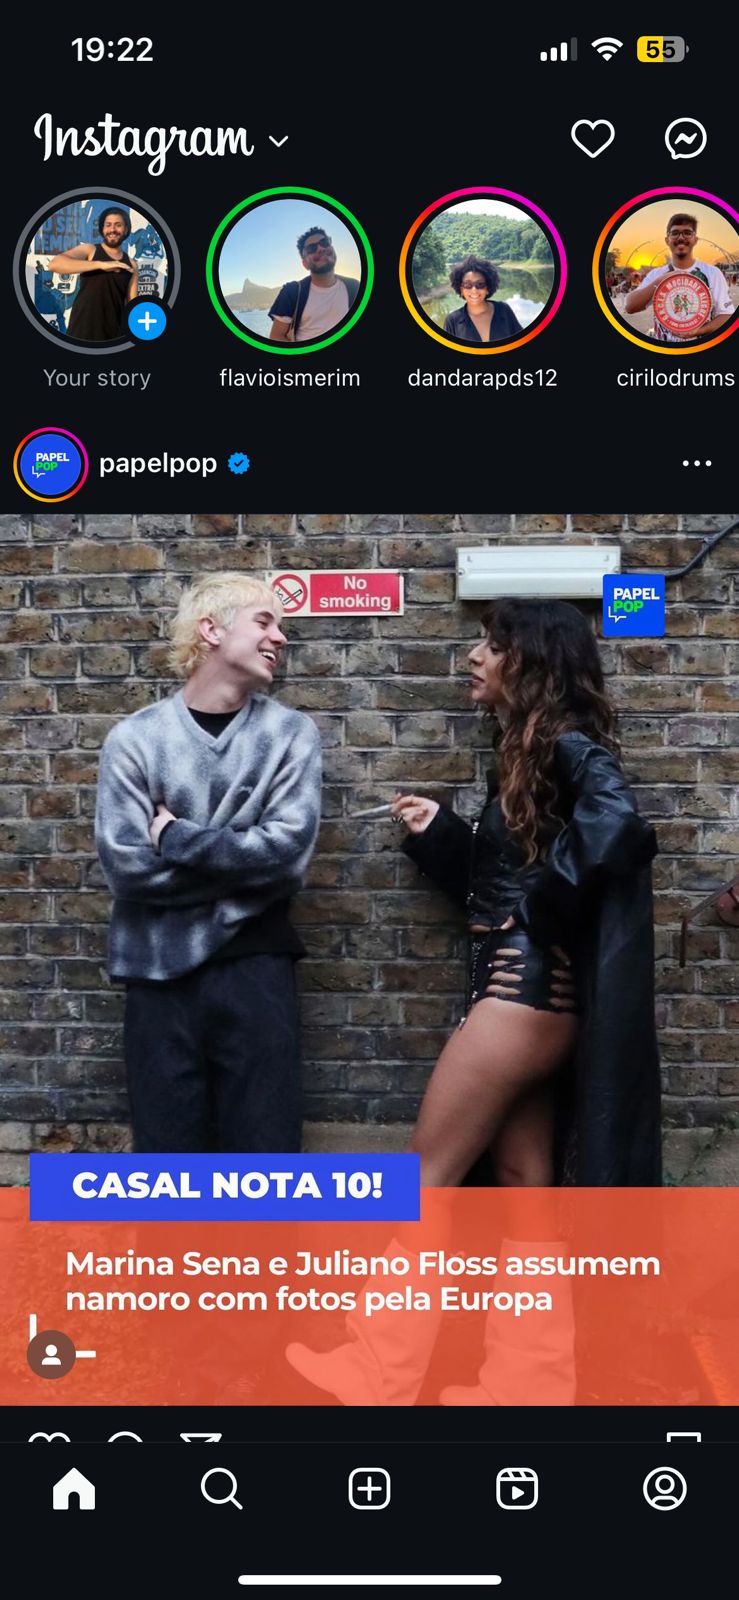 19:22
55
Instagram
Your story
flavioismerim
dandarapds12
cirilodrums
PAPEL
POP
papelpop
No
smoking
PAPEL
POP
CASAL NOTA 10!
Marina Sena e Juliano Floss assumem
namoro com fotos pela Europa